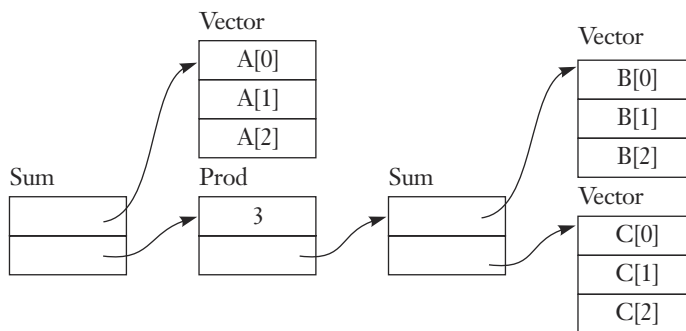 Vector
A[0]
A[1]
A[2]
Vector
B[0]
B[1]
B[2]
Sum
Prod
3
Sum
Vector
C[0]
C[1]
C[2]